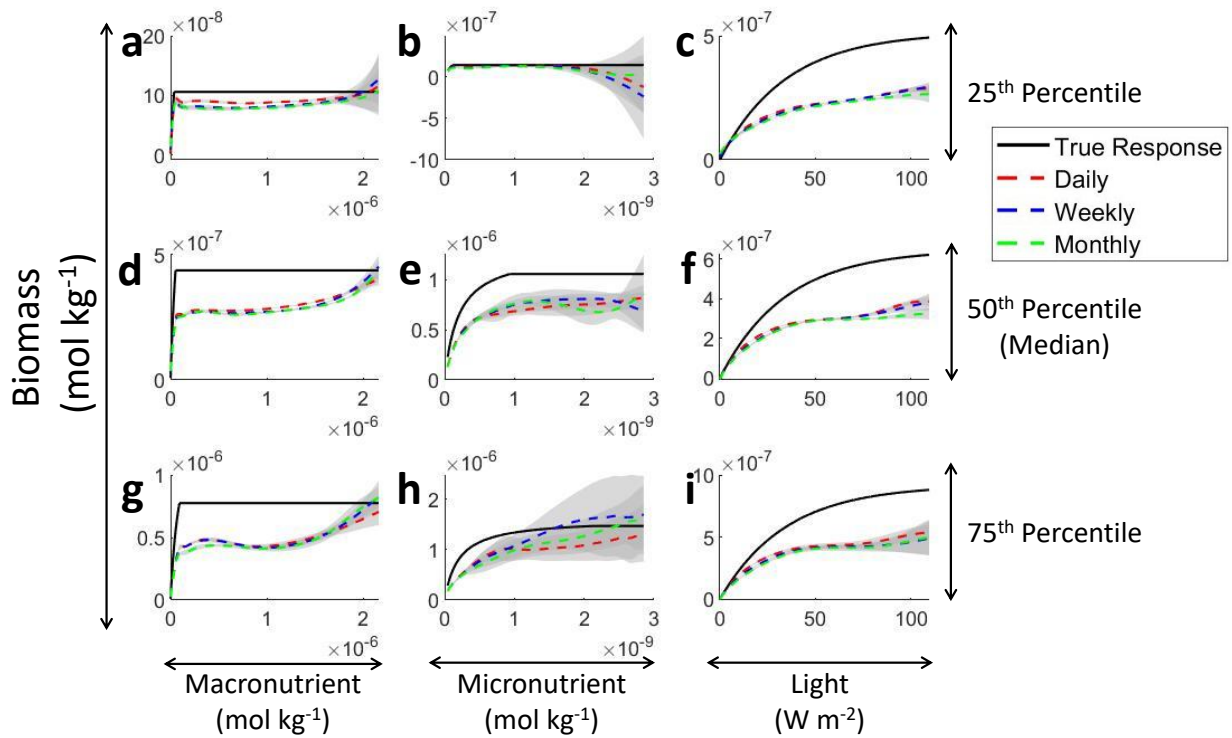 ×10⁻⁸
a
20
10
0
0
1
2
×10⁻⁶
×10⁻⁷
b
0
-5
-10
0
1
2
3
×10⁻⁹
×10⁻⁷
c
5
0
0
50
100
25th Percentile
True Response
Daily
Weekly
Monthly
×10⁻⁷
d
5
0
0
1
2
×10⁻⁶
×10⁻⁶
e
1
0.5
0
0
1
2
3
×10⁻⁹
×10⁻⁷
f
6
4
2
0
0
50
100
50th Percentile
(Median)
×10⁻⁶
g
1
0.5
0
0
1
2
×10⁻⁶
×10⁻⁶
h
2
1
0
0
1
2
3
×10⁻⁹
×10⁻⁷
i
10
5
0
0
50
100
75th Percentile
Biomass
(mol kg⁻¹)
Macronutrient
(mol kg⁻¹)
Micronutrient
(mol kg⁻¹)
Light
(W m⁻²)